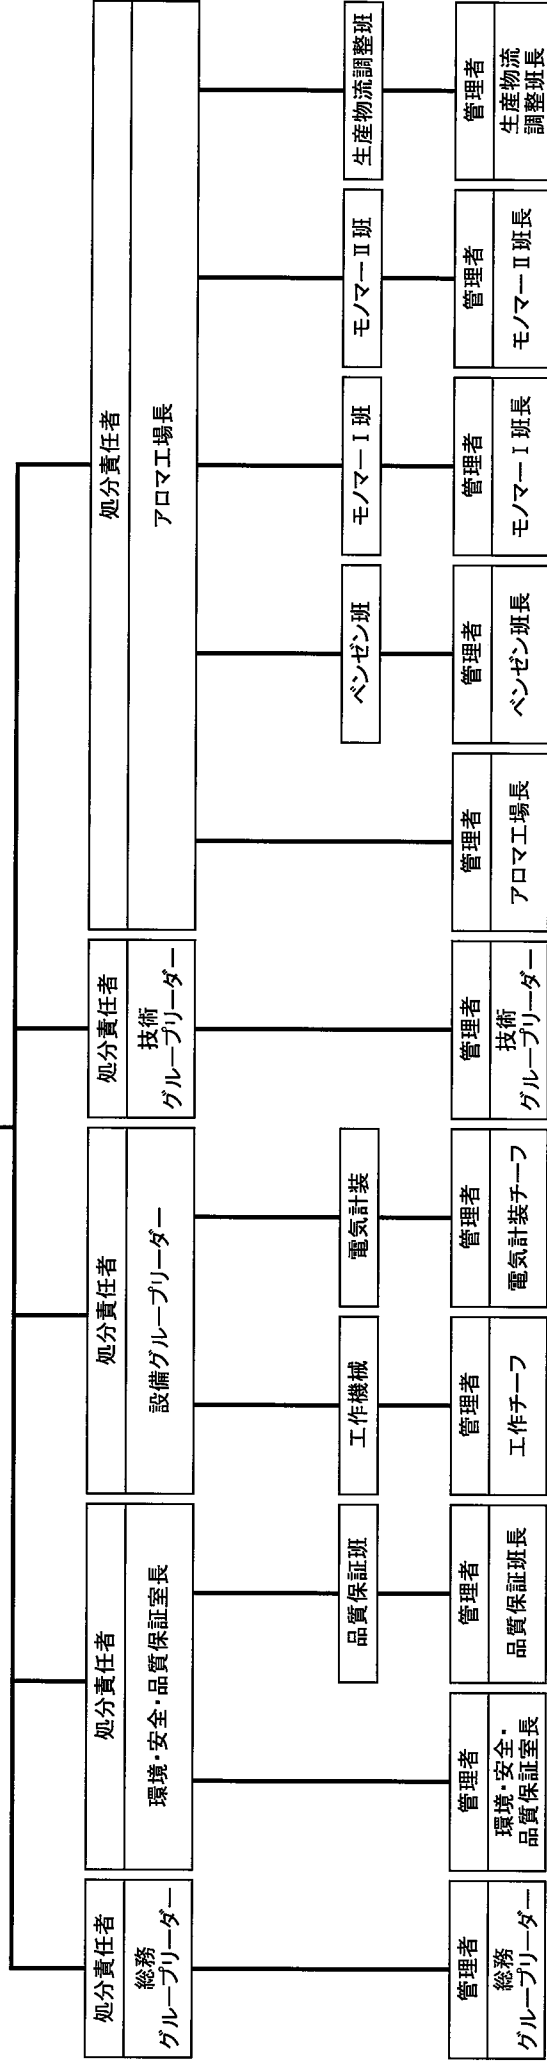 処分責任者
総務
グループリーダー
処分責任者
環境・安全・品質保証室長
処分責任者
設備グループリーダー
処分責任者
技術
グループリーダー
処分責任者
アロマ工場長
品質保証班
工作機械
電気計装
ベンゼン班
モノマーⅠ班
モノマーⅡ班
生産物流調整班
管理者
総務
グループリーダー
管理者
環境・安全・
品質保証室長
管理者
品質保証班長
管理者
工作チーフ
管理者
電気計装チーフ
管理者
技術
グループリーダー
管理者
アロマ工場長
管理者
ベンゼン班長
管理者
モノマーⅠ班長
管理者
モノマーⅡ班長
管理者
生産物流
調整班長